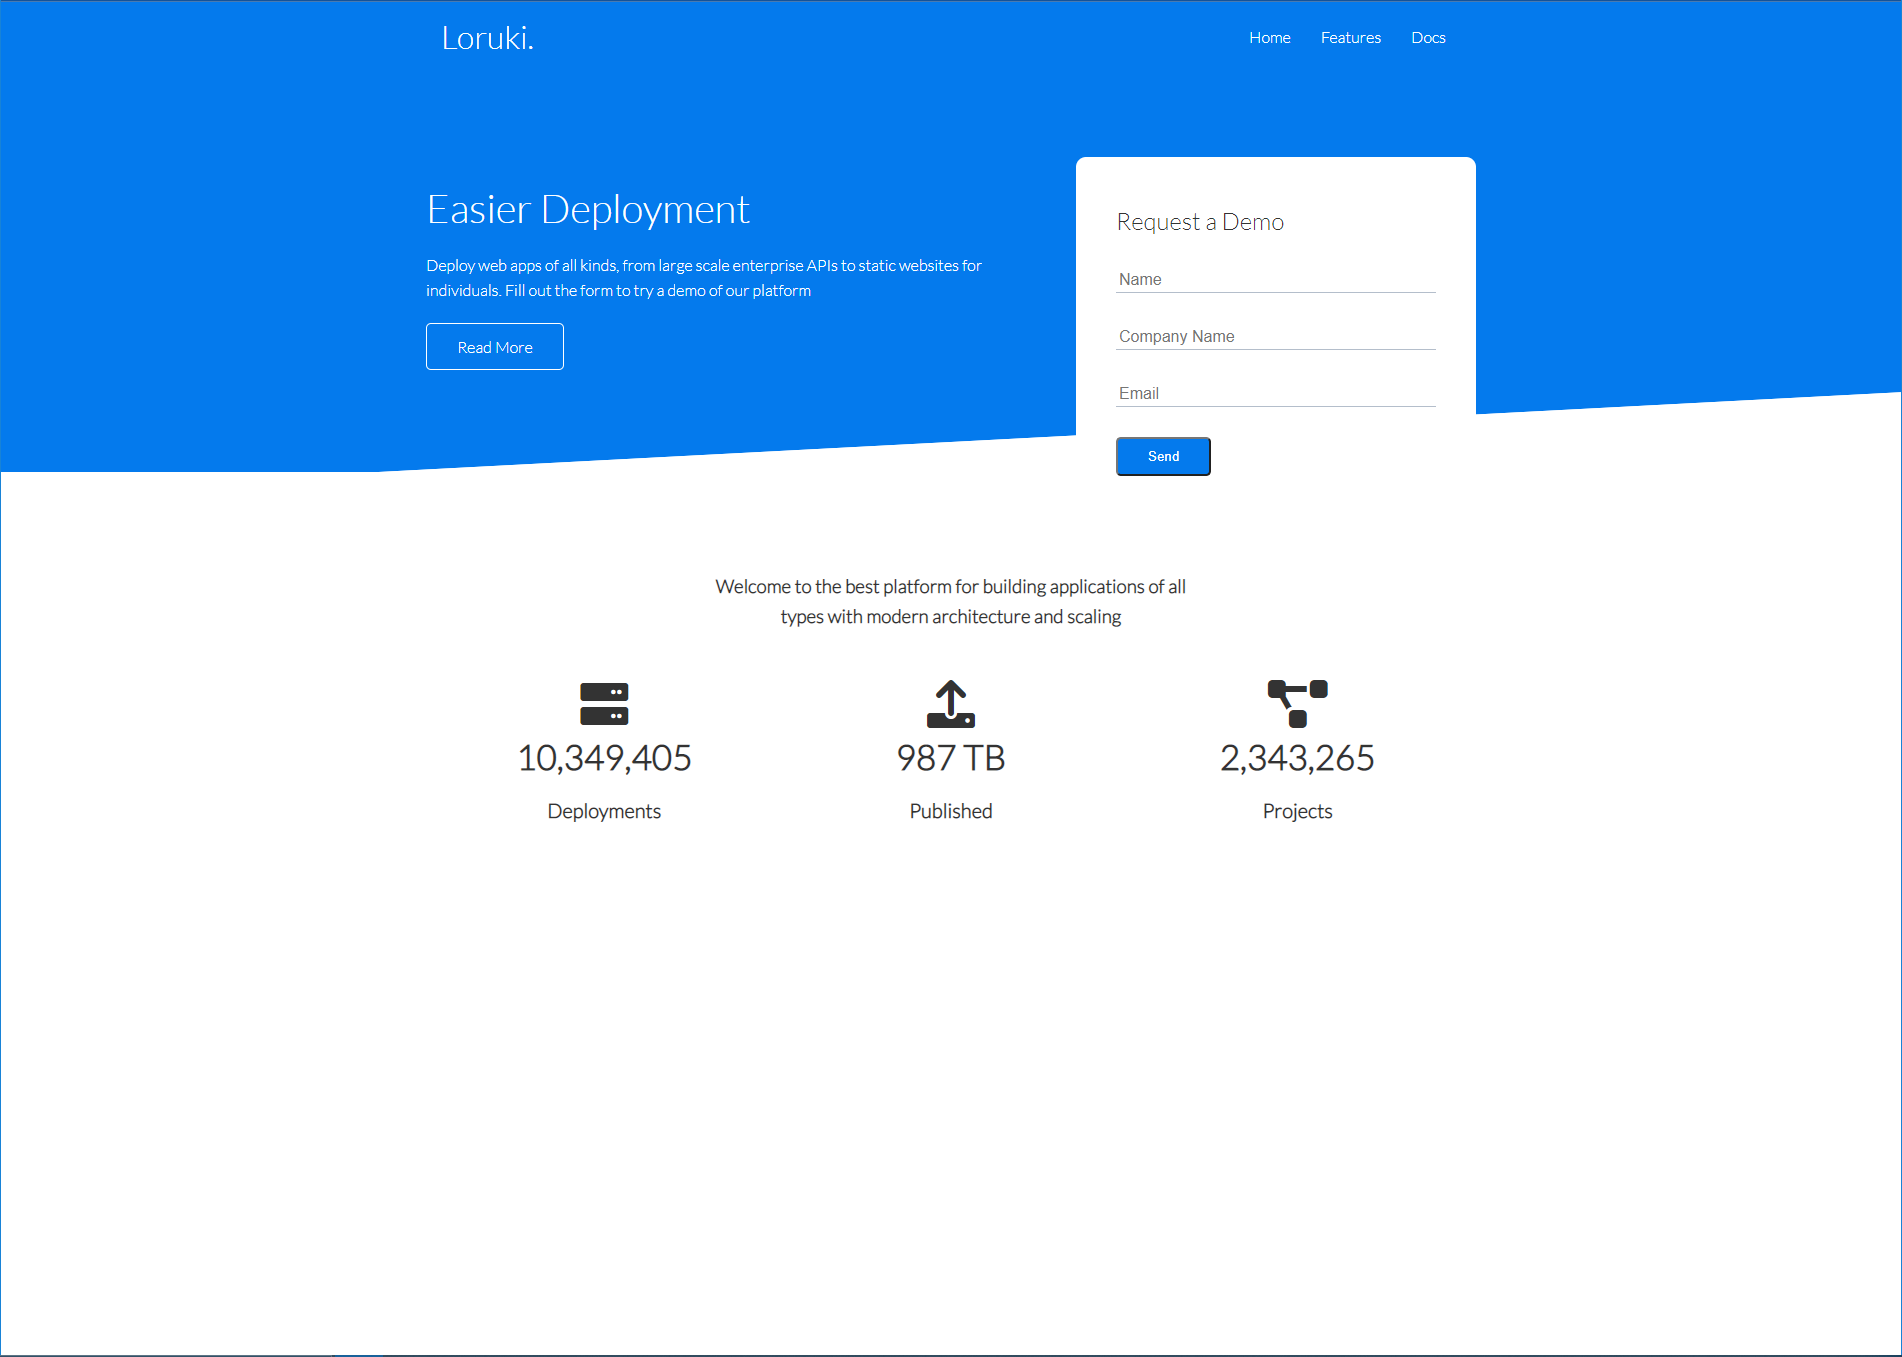 Loruki.
Home Features Docs
Easier Deployment
Deploy web apps of all kinds, from large scale enterprise APIs to static websites for
individuals. Fill out the form to try a demo of our platform
Read More
Request a Demo
Name
Company Name
Email
Send
Welcome to the best platform for building applications of all
types with modern architecture and scaling
10,349,405
Deployments
987 TB
Published
2,343,265
Projects